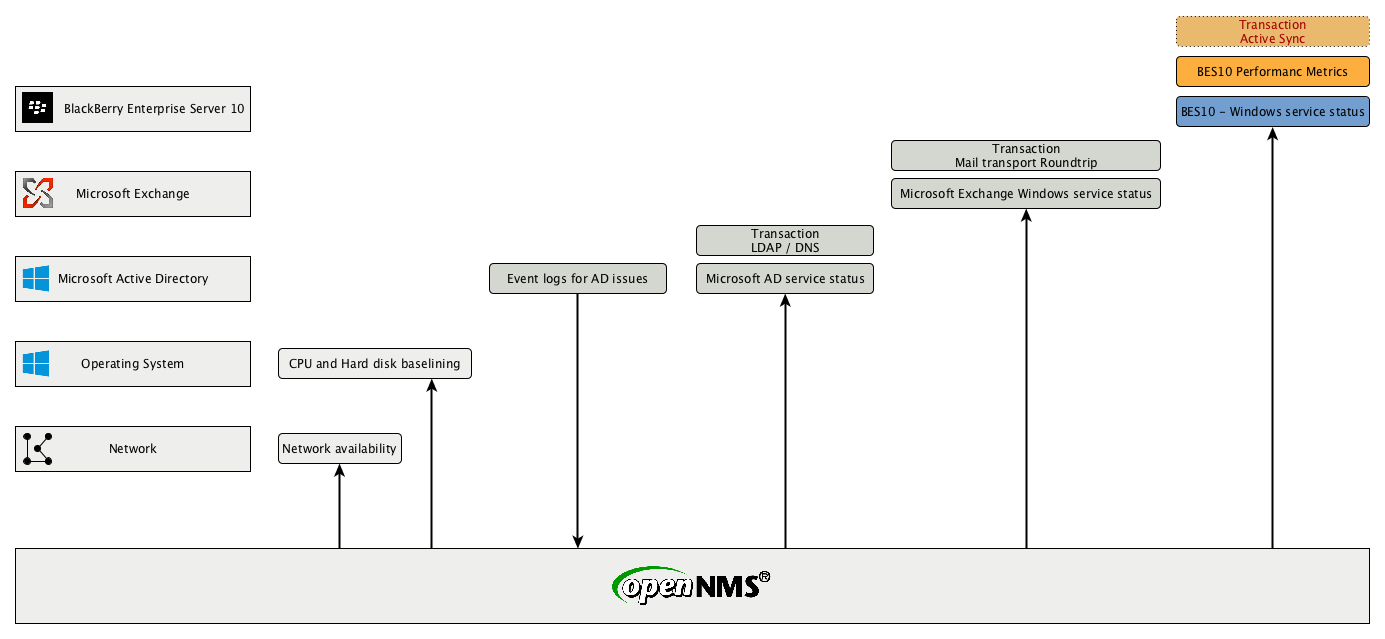 Transaction
Active Sync
BES10 Performanc Metrics
BlackBerry Enterprise Server 10
BES10 - Windows service status
Transaction
Mail transport Roundtrip
Microsoft Exchange
Microsoft Exchange Windows service status
Transaction
LDAP / DNS
Microsoft Active Directory
Event logs for AD issues
Microsoft AD service status
Operating System
CPU and Hard disk baselining
Network
Network availability
openNMS®